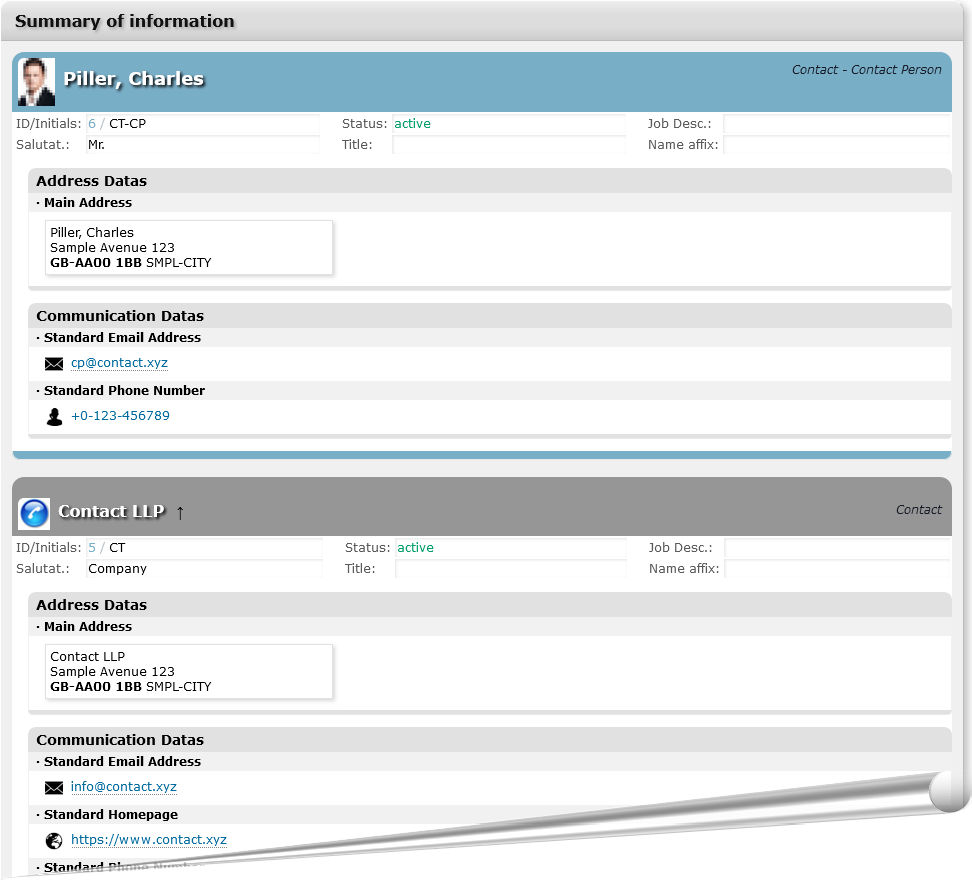 Summary of information
Piller, Charles
Contact - Contact Person
ID/Initials: 6 / CT-CP Status: active Job Desc.:
Salutat.: Mr. Title: Name affix:
Address Datas
· Main Address
Piller, Charles
Sample Avenue 123
GB-AA00 1BB SMPL-CITY
Communication Datas
· Standard Email Address
cp@contact.xyz
· Standard Phone Number
+0-123-456789
Contact LLP ↑
Contact
ID/Initials: 5 / CT Status: active Job Desc.:
Salutat.: Company Title: Name affix:
Address Datas
· Main Address
Contact LLP
Sample Avenue 123
GB-AA00 1BB SMPL-CITY
Communication Datas
· Standard Email Address
info@contact.xyz
· Standard Homepage
https://www.contact.xyz
· Standard Phone Number